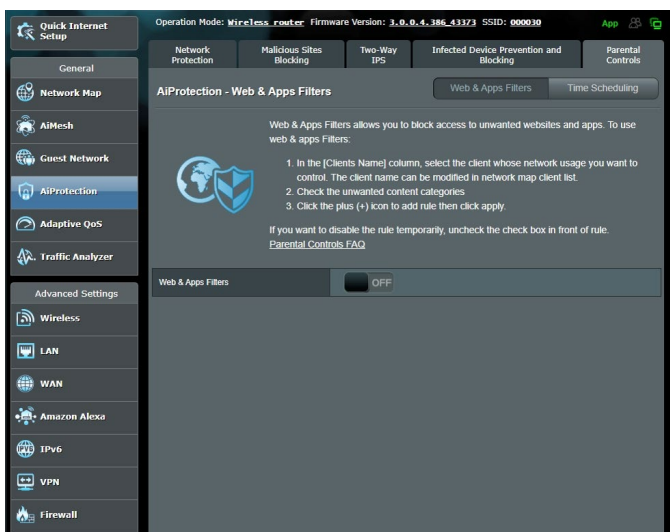 Quick Internet
Setup
Operation Mode: Wireless router Firmware Version: 3.0.0.4.386_43373 SSID: 000030
App
General
Network Map
AiMesh
Guest Network
AiProtection
Adaptive QoS
Traffic Analyzer
Advanced Settings
Wireless
LAN
WAN
Amazon Alexa
IPv6
VPN
Firewall
Network
Protection
Malicious Sites
Blocking
Two-Way
IPS
Infected Device Prevention and
Blocking
Parental
Controls
AiProtection - Web & Apps Filters
Web & Apps Filters
Time Scheduling
Web & Apps Filters allows you to block access to unwanted websites and apps. To use
web & apps Filters:
1. In the [Clients Name] column, select the client whose network usage you want to
control. The client name can be modified in network map client list.
2. Check the unwanted content categories
3. Click the plus (+) icon to add rule then click apply.
If you want to disable the rule temporarily, uncheck the check box in front of rule.
Parental Controls FAQ
Web & Apps Filters
OFF